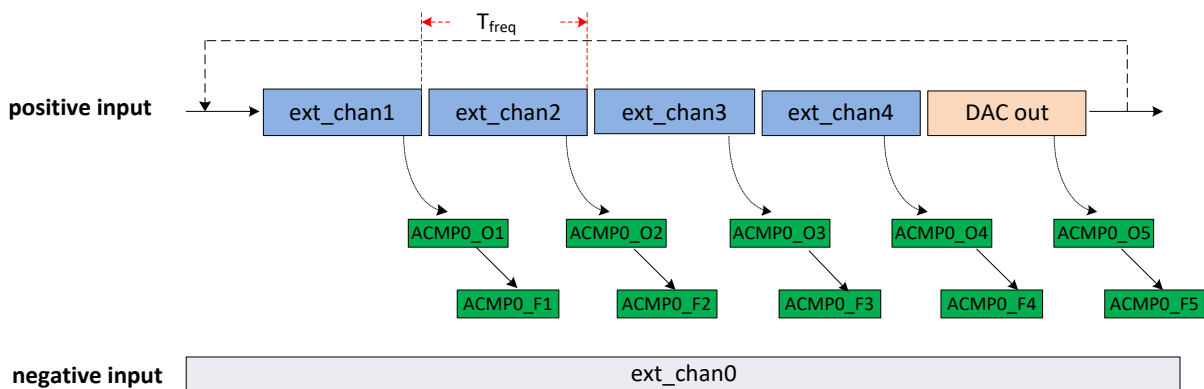 Tfreq
positive input
ext_chan1
ext_chan2
ext_chan3
ext_chan4
DAC out
ACMP0_O1
ACMP0_O2
ACMP0_O3
ACMP0_O4
ACMP0_O5
ACMP0_F1
ACMP0_F2
ACMP0_F3
ACMP0_F4
ACMP0_F5
negative input
ext_chan0